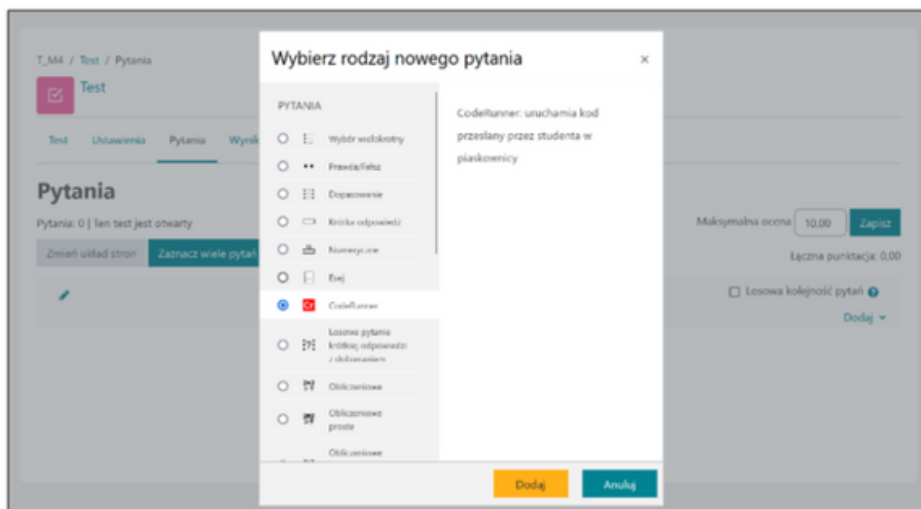 T_M4 / Test / Pytania
Test
Test Ustawienia Pytania Wynik
Pytania
Pytania: 0 | Ten test jest otwarty
Maksymalna ocena 10,00 Zapisz
Zmień układ stron Zaznacz wiele pytań
Łączna punktacja: 0,00
Losowa kolejność pytań
Dodaj
Wybierz rodzaj nowego pytania ×
PYTANIA
Wybór wielokrotny
Prawda/Fałsz
Dopasowanie
Krótka odpowiedź
Numeryczne
Esej
CodeRunner
Losowe pytanie
krótkiej odpowiedzi
z dobieraniem
Obliczeniowe
Obliczeniowe
proste
Obliczeniowe
CodeRunner: uruchamia kod
przesłany przez studenta w
piaskownicy
Dodaj Anuluj